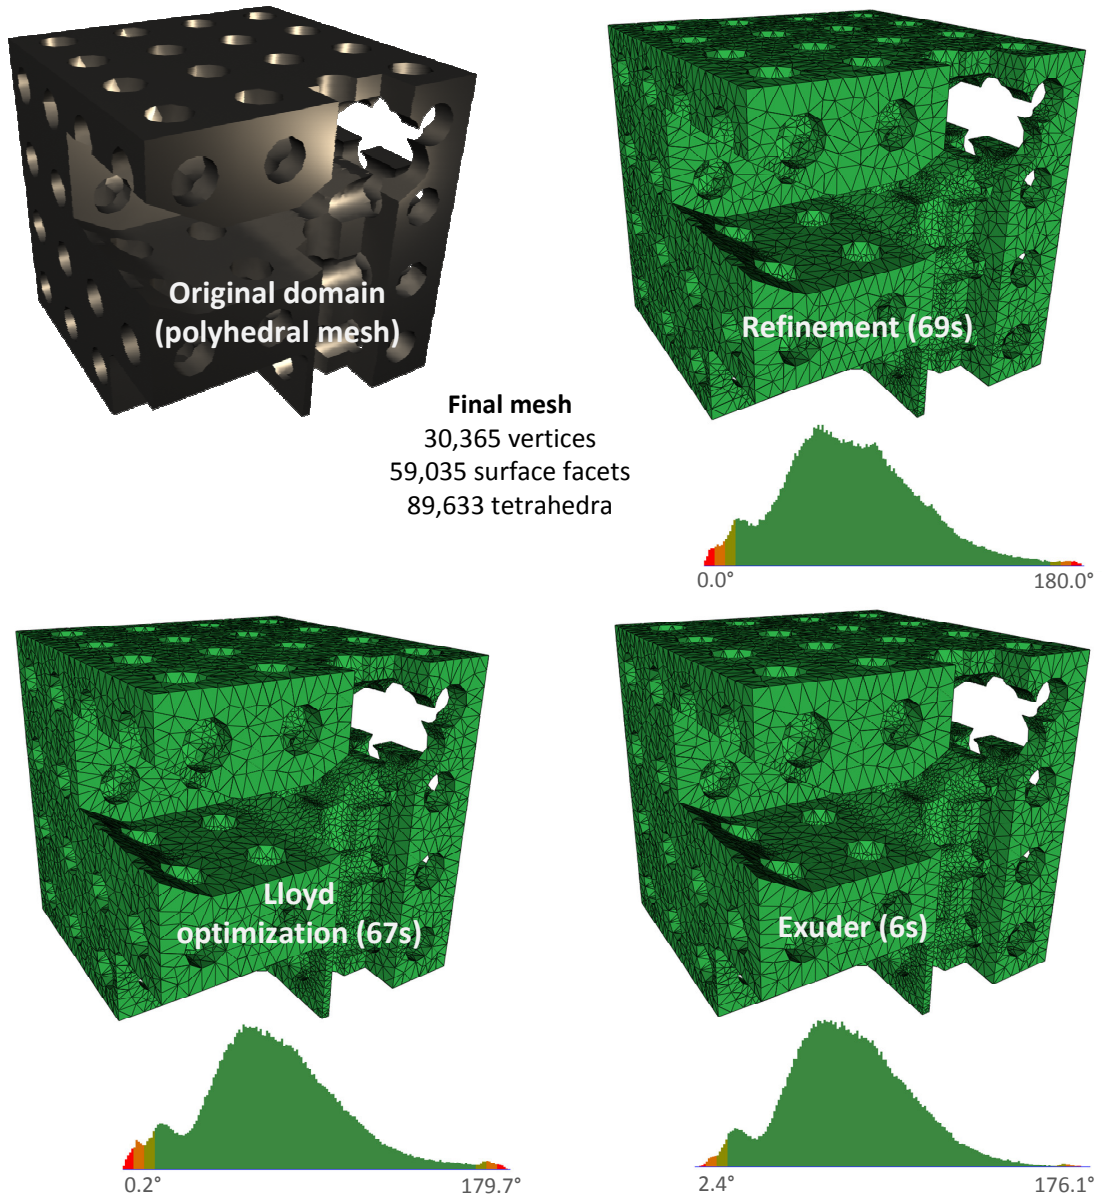 Original domain
(polyhedral mesh)
Refinement (69s)
Final mesh
30,365 vertices
59,035 surface facets
89,633 tetrahedra
0.0°
180.0°
Lloyd
optimization (67s)
Exuder (6s)
0.2°
179.7°
2.4°
176.1°